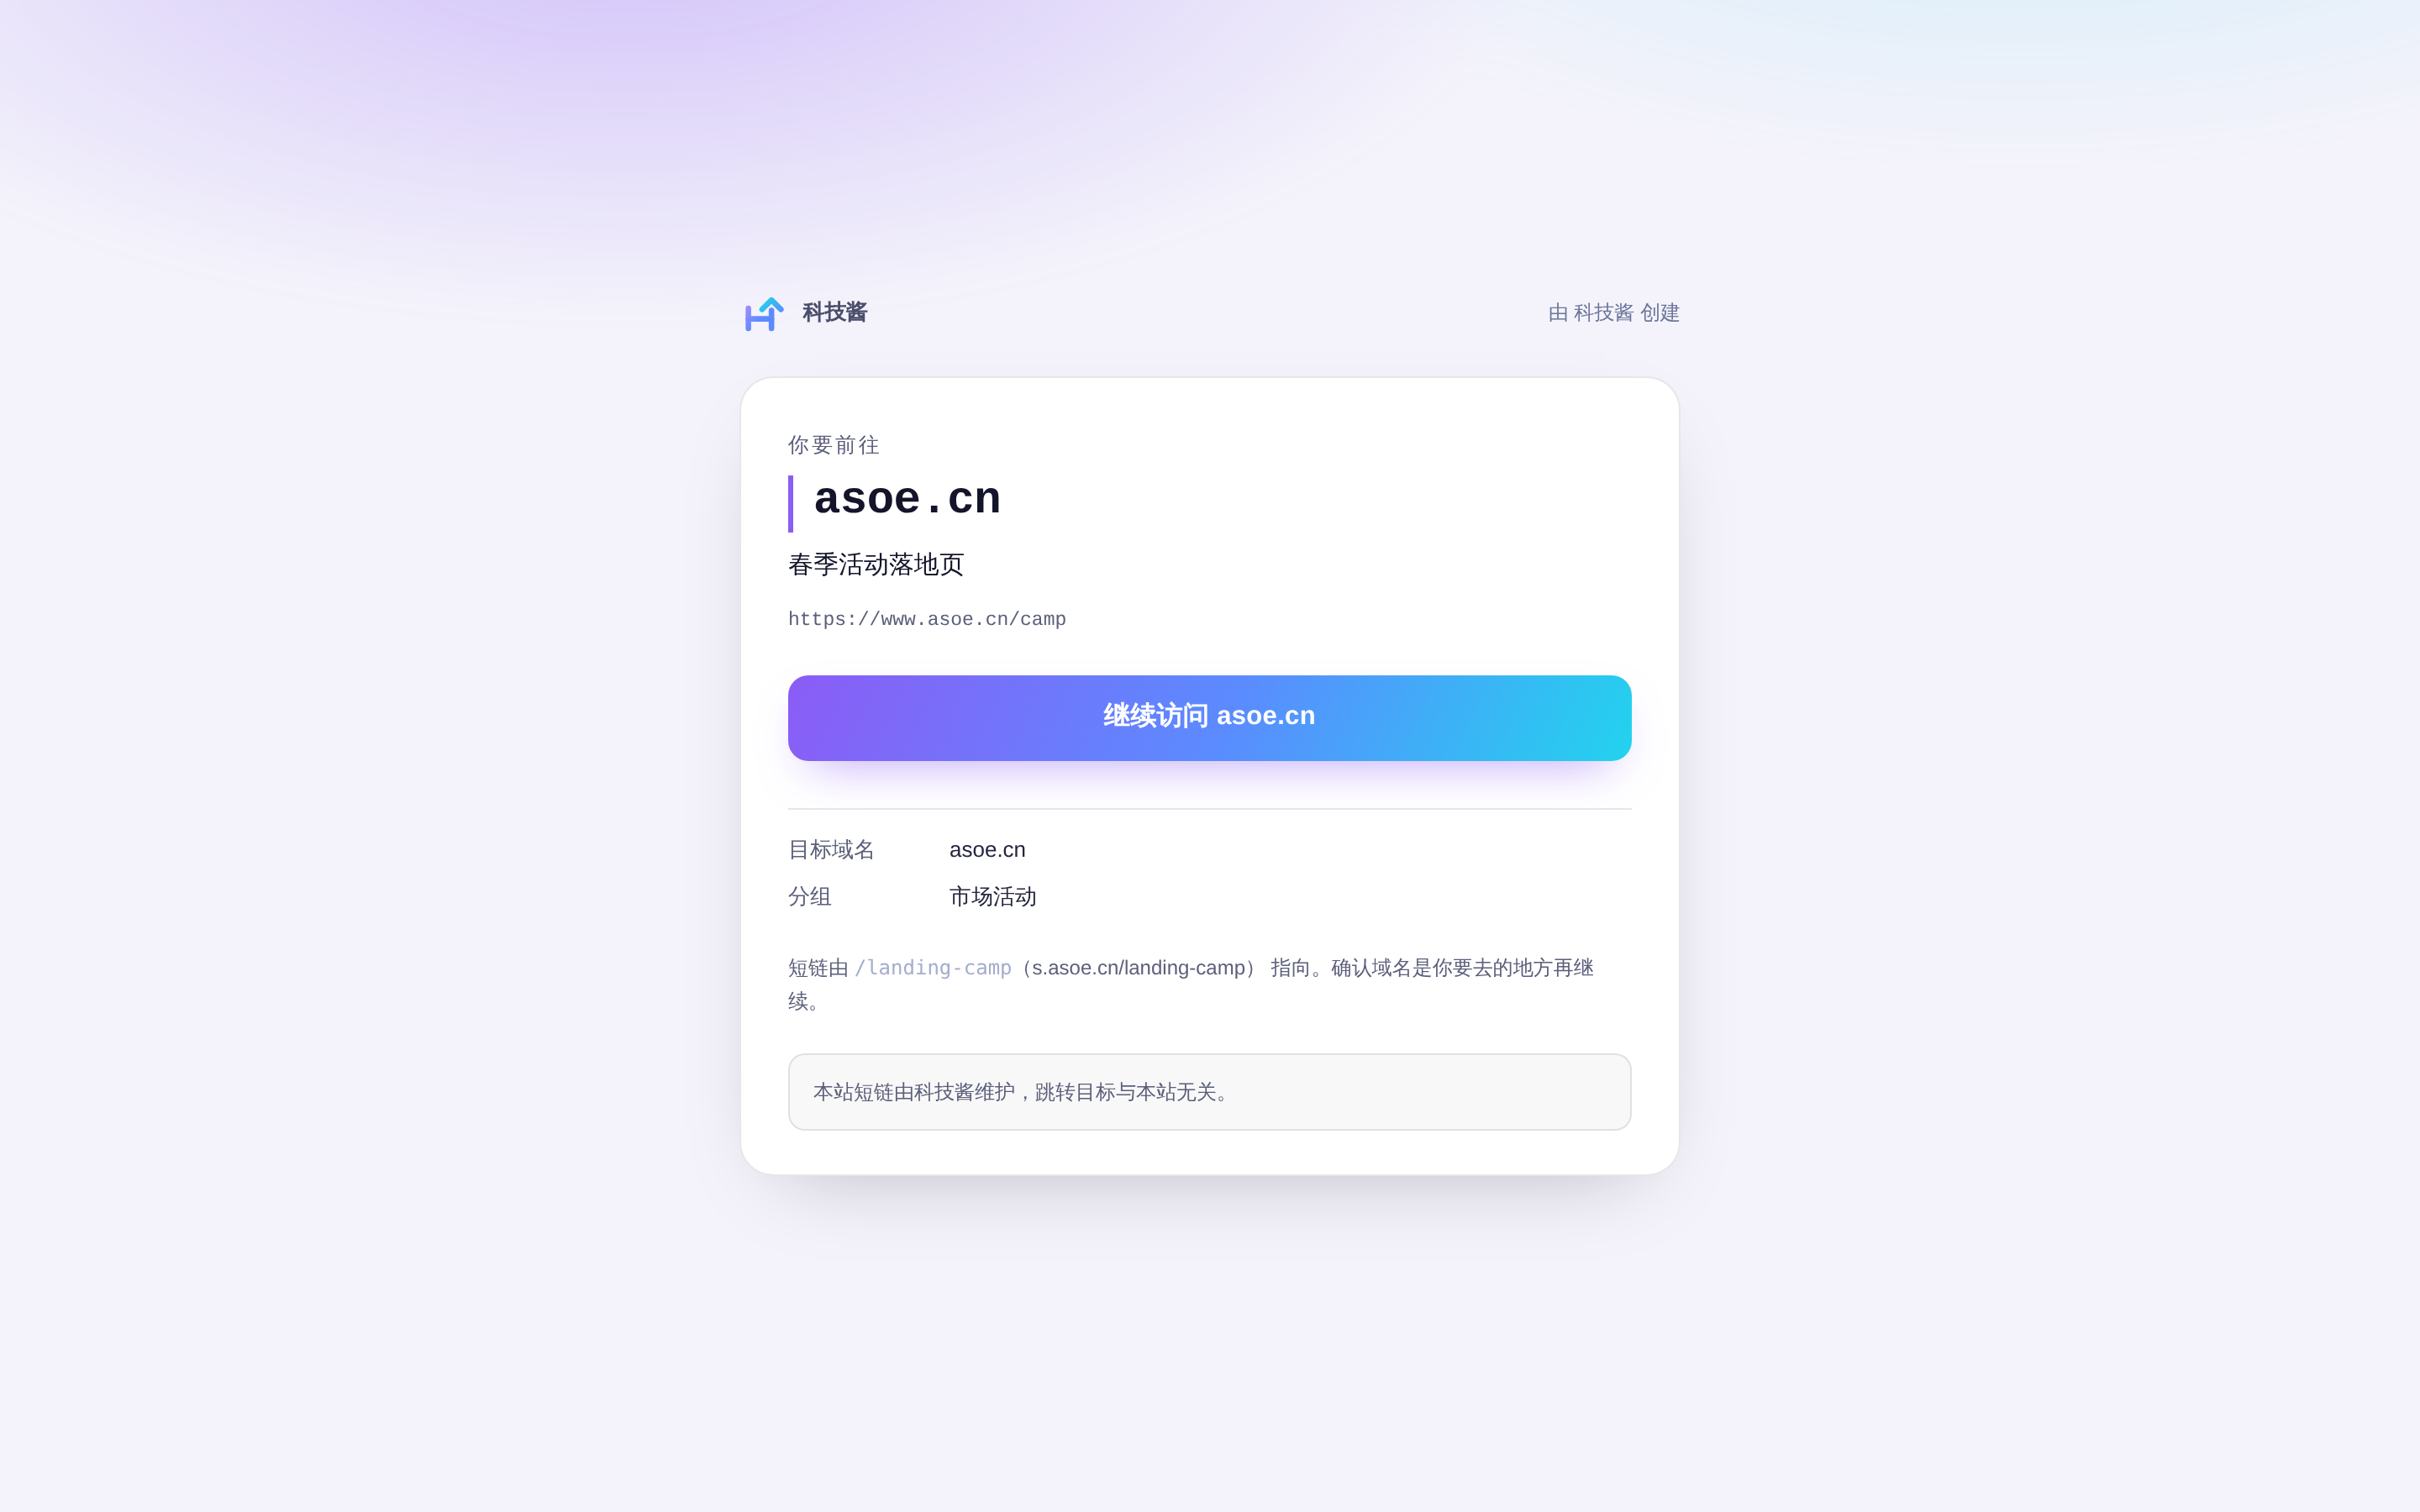 科技酱
由 科技酱 创建
你要前往
asoe.cn
春季活动落地页
https://www.asoe.cn/camp
继续访问 asoe.cn
目标域名 asoe.cn
分组 市场活动
短链由 /landing-camp（s.asoe.cn/landing-camp） 指向。确认域名是你要去的地方再继
续。
本站短链由科技酱维护，跳转目标与本站无关。